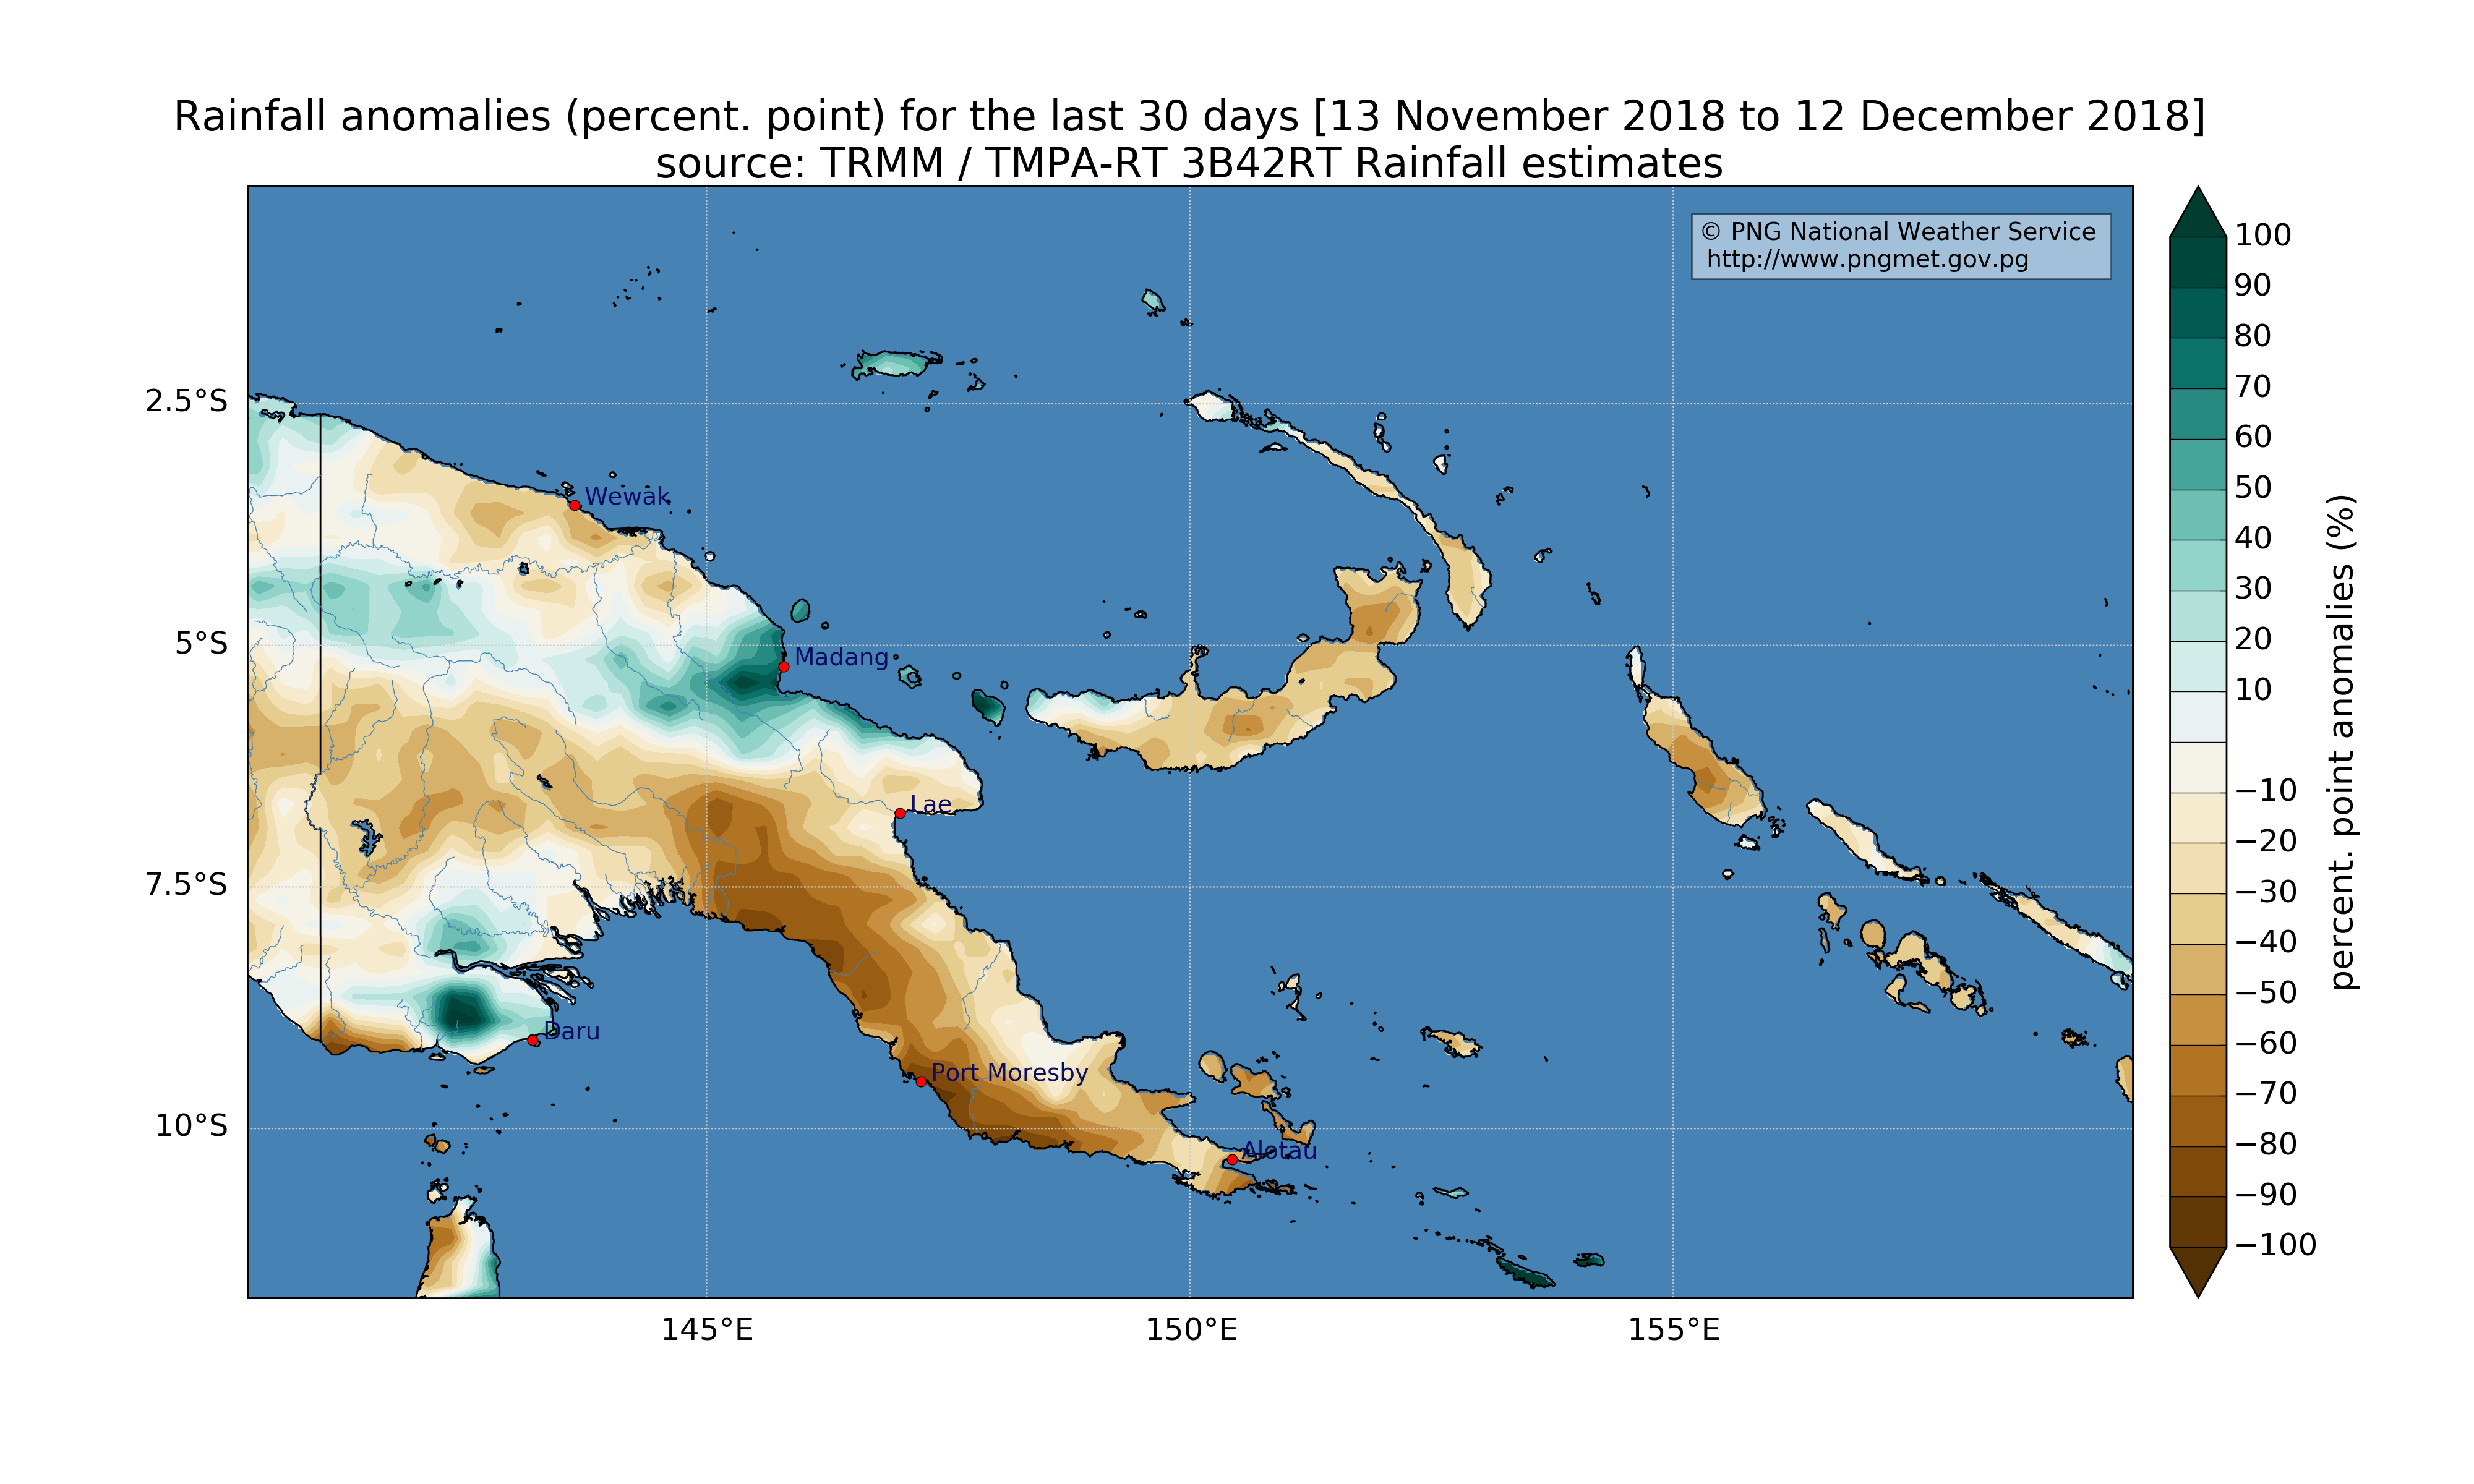 Rainfall anomalies (percent. point) for the last 30 days [13 November 2018 to 12 December 2018]
source: TRMM / TMPA-RT 3B42RT Rainfall estimates
© PNG National Weather Service
http://www.pngmet.gov.pg
2.5°S
5°S
7.5°S
10°S
Wewak
Madang
Lae
Daru
Port Moresby
Alotau
145°E
150°E
155°E
100
90
80
70
60
50
40
30
20
10
−10
−20
−30
−40
−50
−60
−70
−80
−90
−100
percent. point anomalies (%)